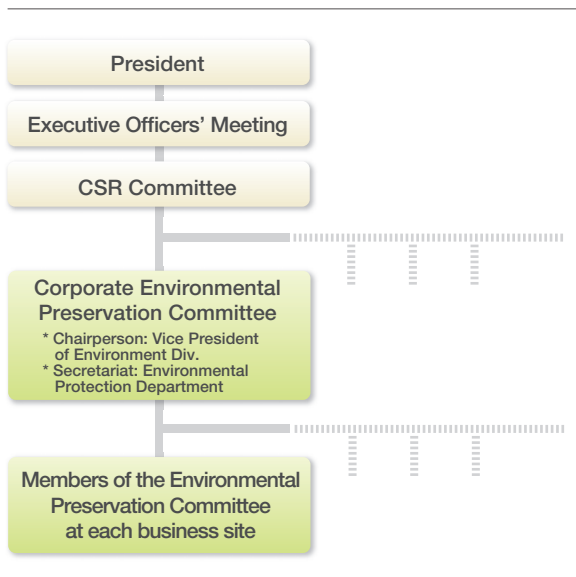 President
Executive Officers’ Meeting
CSR Committee
Corporate Environmental
Preservation Committee
* Chairperson: Vice President
of Environment Div.
* Secretariat: Environmental
Protection Department
Members of the Environmental
Preservation Committee
at each business site